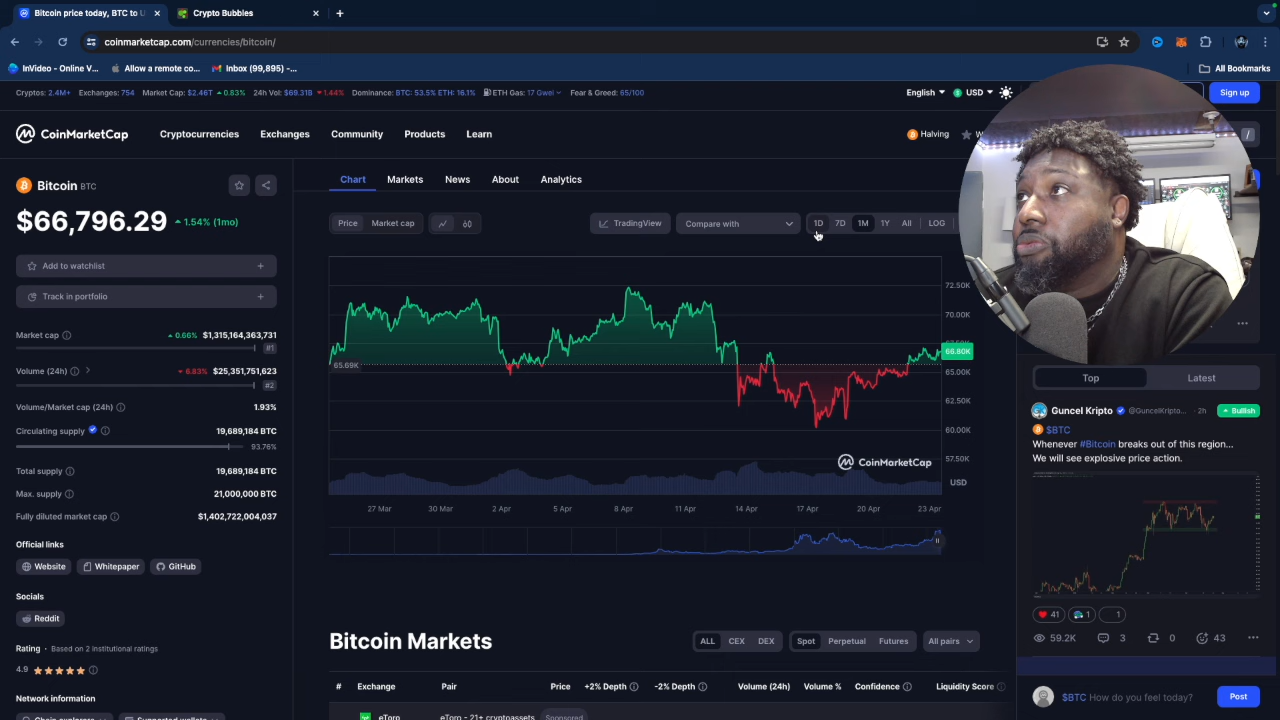 Bitcoin price today, BTC to U
Crypto Bubbles
coinmarketcap.com/currencies/bitcoin/
InVideo - Online V...
Allow a remote co...
Inbox (99,895) -...
All Bookmarks
Cryptos: 2.4M+ Exchanges: 754 Market Cap: $2.46T 0.83% 24h Vol: $69.31B 1.44% Dominance: BTC: 53.5% ETH: 16.1% ETH Gas: 17 Gwei Fear & Greed: 65/100
English USD
Sign up
CoinMarketCap
Cryptocurrencies Exchanges Community Products Learn
Halving W
/
Bitcoin BTC
Chart Markets News About Analytics
$66,796.29 1.54% (1mo)
Price Market cap
TradingView Compare with 1D 7D 1M 1Y All LOG
Add to watchlist +
Track in portfolio +
Market cap 0.66% $1,315,164,363,731
#1
Volume (24h) 6.83% $25,351,751,623
#2
Volume/Market cap (24h) 1.93%
Circulating supply 19,689,184 BTC
93.76%
Total supply 19,689,184 BTC
Max. supply 21,000,000 BTC
Fully diluted market cap $1,402,722,004,037
Official links
Website Whitepaper GitHub
Socials
Reddit
Rating · Based on 2 institutional ratings
4.9
Network information
Chain explorers Supported wallets
72.50K
70.00K
66.80K
65.69K
65.00K
62.50K
60.00K
57.50K
CoinMarketCap
USD
27 Mar 30 Mar 2 Apr 5 Apr 8 Apr 11 Apr 14 Apr 17 Apr 20 Apr 23 Apr
Bitcoin Markets
ALL CEX DEX Spot Perpetual Futures All pairs
# Exchange Pair Price +2% Depth -2% Depth Volume (24h) Volume % Confidence Liquidity Score
eToro eToro - 21+ cryptoassets Sponsored
Top Latest
Guncel Kripto @GuncelKripto... · 2h Bullish
$BTC
Whenever #Bitcoin breaks out of this region...
We will see explosive price action.
41 1 1
59.2K 3 0 43
$BTC How do you feel today? Post